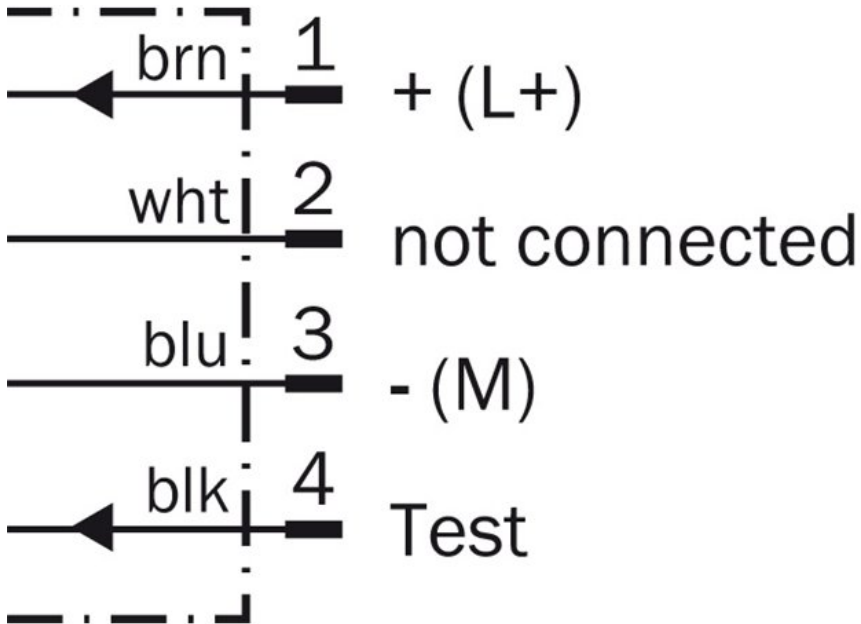 brn 1 + (L+)
wht 2 not connected
blu 3 - (M)
blk 4 Test